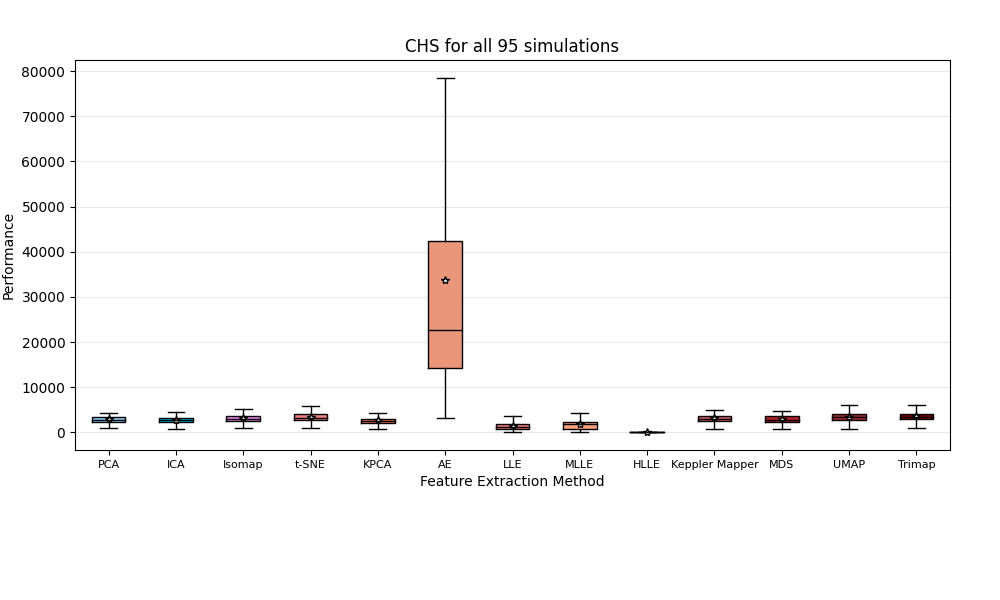 CHS for all 95 simulations
Performance
80000
70000
60000
50000
40000
30000
20000
10000
0
PCA ICA Isomap t-SNE KPCA AE LLE MLLE HLLE Keppler Mapper MDS UMAP Trimap
Feature Extraction Method